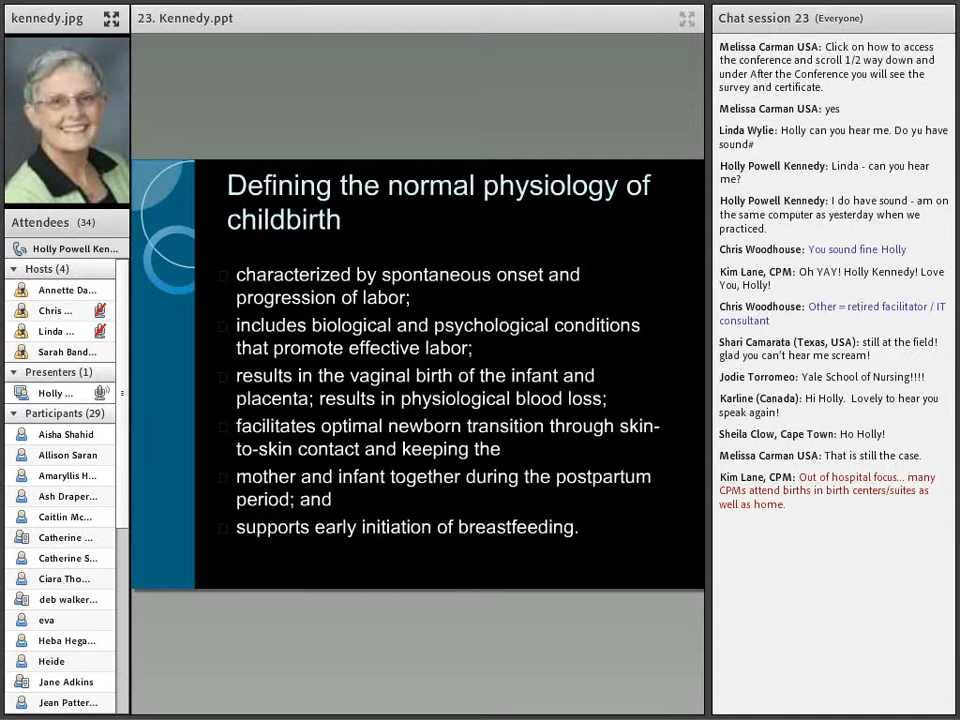 kennedy.jpg
Attendees (34)
Holly Powell Ken...
Hosts (4)
Annette Da...
Chris ...
Linda ...
Sarah Band...
Presenters (1)
Holly ...
Participants (29)
Aisha Shahid
Allison Saran
Amaryllis H...
Ash Draper...
Caitlin Mc...
Catherine ...
Catherine S...
Ciara Tho...
deb walker...
eva
Heba Hega...
Heide
Jane Adkins
Jean Patter...
23. Kennedy.ppt
Defining the normal physiology of
childbirth
characterized by spontaneous onset and
progression of labor;
includes biological and psychological conditions
that promote effective labor;
results in the vaginal birth of the infant and
placenta; results in physiological blood loss;
facilitates optimal newborn transition through skin-
to-skin contact and keeping the
mother and infant together during the postpartum
period; and
supports early initiation of breastfeeding.
Chat session 23 (Everyone)
Melissa Carman USA: Click on how to access
the conference and scroll 1/2 way down and
under After the Conference you will see the
survey and certificate.
Melissa Carman USA: yes
Linda Wylie: Holly can you hear me. Do yu have
sound#
Holly Powell Kennedy: Linda - can you hear
me?
Holly Powell Kennedy: I do have sound - am on
the same computer as yesterday when we
practiced.
Chris Woodhouse: You sound fine Holly
Kim Lane, CPM: Oh YAY! Holly Kennedy! Love
You, Holly!
Chris Woodhouse: Other = retired facilitator / IT
consultant
Shari Camarata (Texas, USA): still at the field!
glad you can't hear me scream!
Jodie Torromeo: Yale School of Nursing!!!!
Karline (Canada): Hi Holly. Lovely to hear you
speak again!
Sheila Clow, Cape Town: Ho Holly!
Melissa Carman USA: That is still the case.
Kim Lane, CPM: Out of hospital focus... many
CPMs attend births in birth centers/suites as
well as home.